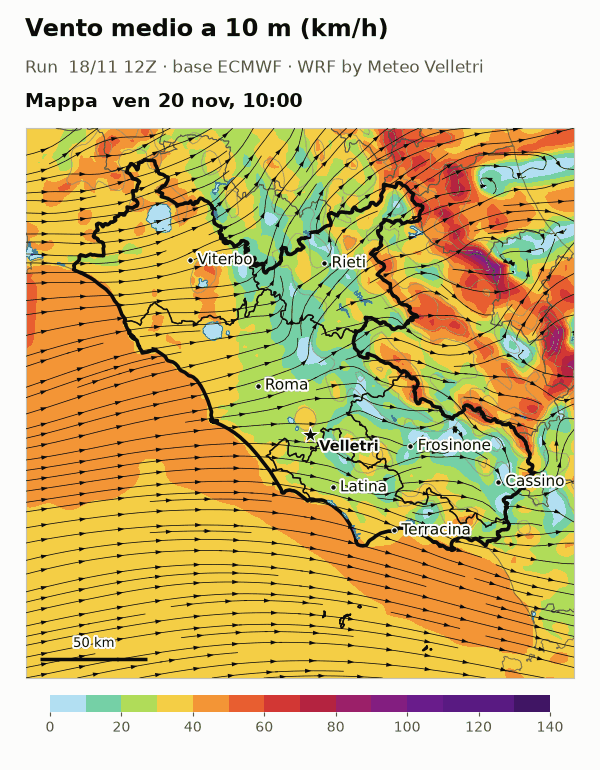 Vento medio a 10 m (km/h)
Run 18/11 12Z · base ECMWF · WRF by Meteo Velletri
Mappa ven 20 nov, 10:00
Viterbo
Rieti
Roma
Velletri
Frosinone
Cassino
Latina
Terracina
50 km
0 20 40 60 80 100 120 140